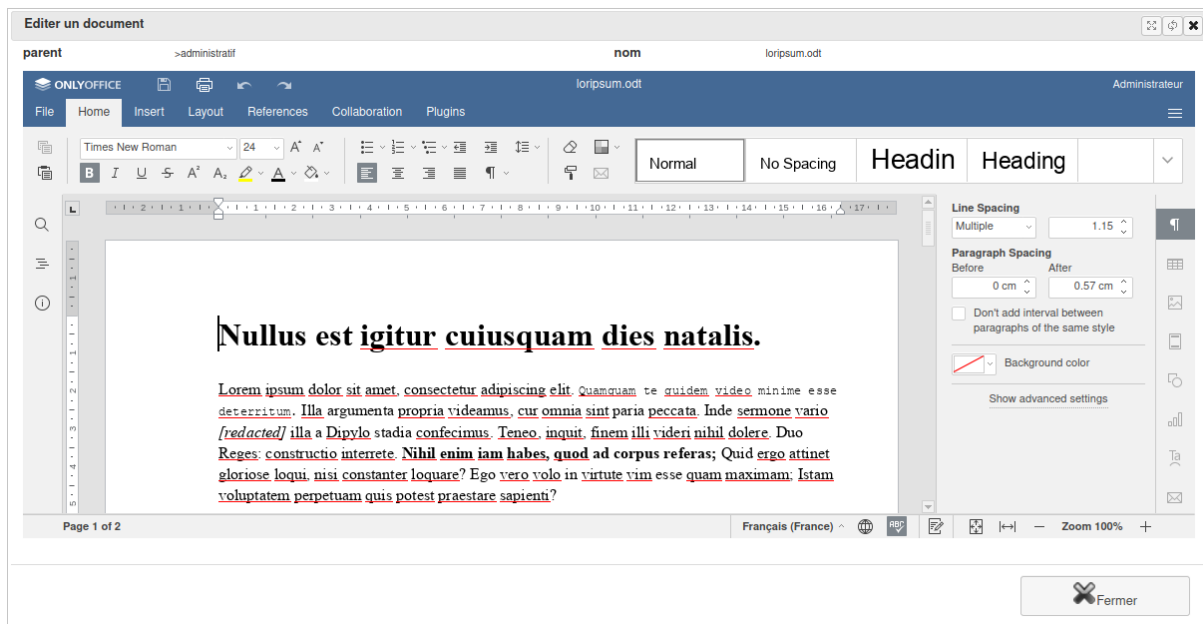 Editer un document
parent >administratif nom loripsum.odt
ONLYOFFICE loripsum.odt Administrateur
File Home Insert Layout References Collaboration Plugins
Times New Roman 24 Normal No Spacing Headin Heading
Line Spacing
Multiple 1.15
Paragraph Spacing
Before After
0 cm 0.57 cm
Don't add interval between
paragraphs of the same style
Background color
Show advanced settings
Nullus est igitur cuiusquam dies natalis.
Lorem ipsum dolor sit amet, consectetur adipiscing elit. Quamquam te quidem video minime esse
deterritum. Illa argumenta propria videamus, cur omnia sint paria peccata. Inde sermone vario
[redacted] illa a Dipylo stadia confecimus. Teneo, inquit, finem illi videri nihil dolere. Duo
Reges: constructio interrete. Nihil enim iam habes, quod ad corpus referas; Quid ergo attinet
gloriose loqui, nisi constanter loquare? Ego vero volo in virtute vim esse quam maximam; Istam
voluptatem perpetuam quis potest praestare sapienti?
Page 1 of 2 Français (France) Zoom 100%
Fermer